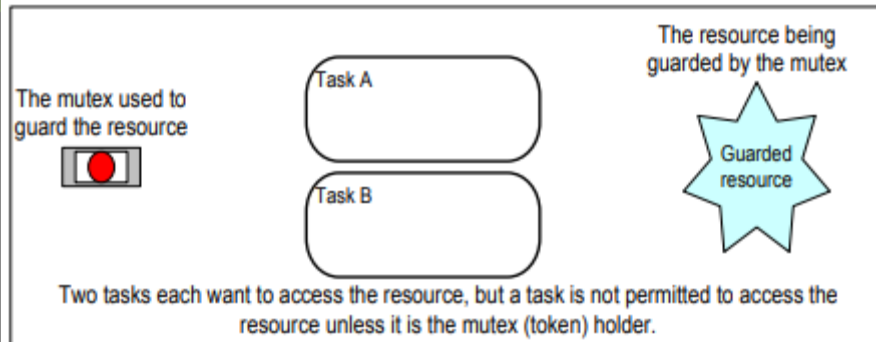 The mutex used to
guard the resource
Task A
Task B
The resource being
guarded by the mutex
Guarded
resource
Two tasks each want to access the resource, but a task is not permitted to access the
resource unless it is the mutex (token) holder.